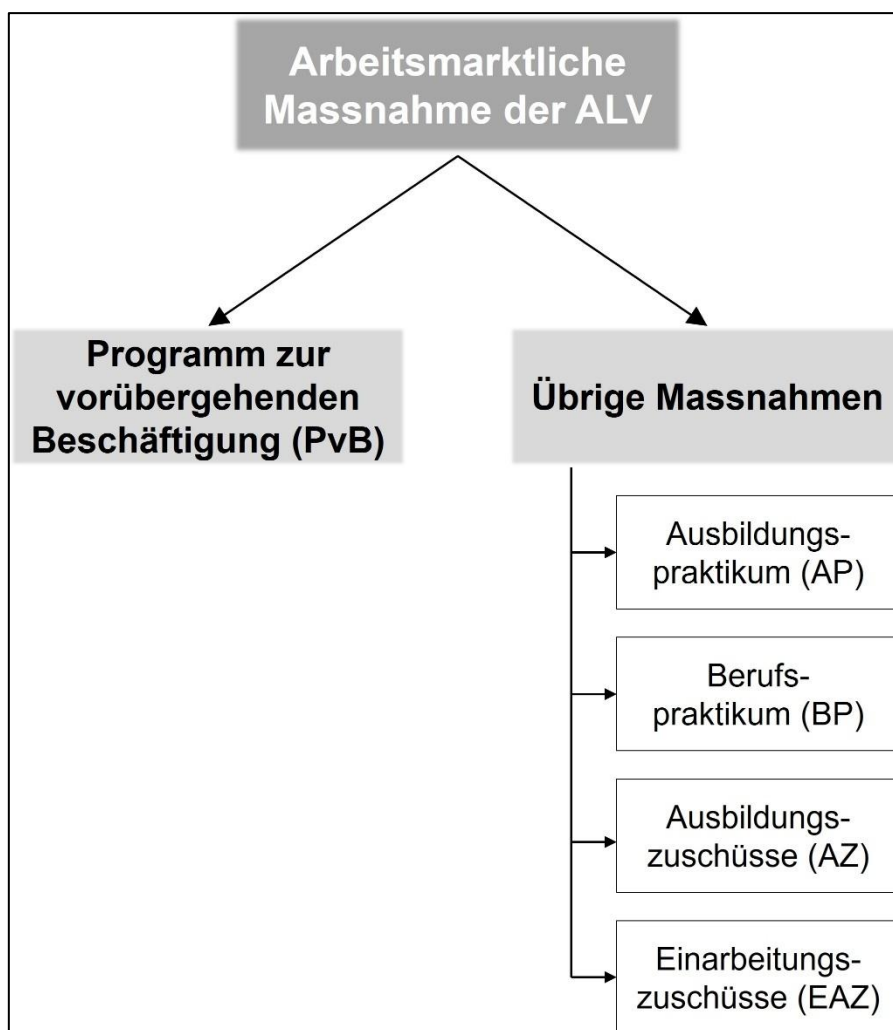 Arbeitsmarktliche
Massnahme der ALV
Programm zur
vorübergehenden
Beschäftigung (PvB)
Übrige Massnahmen
Ausbildungs-
praktikum (AP)
Berufs-
praktikum (BP)
Ausbildungs-
zuschüsse (AZ)
Einarbeitungs-
zuschüsse (EAZ)